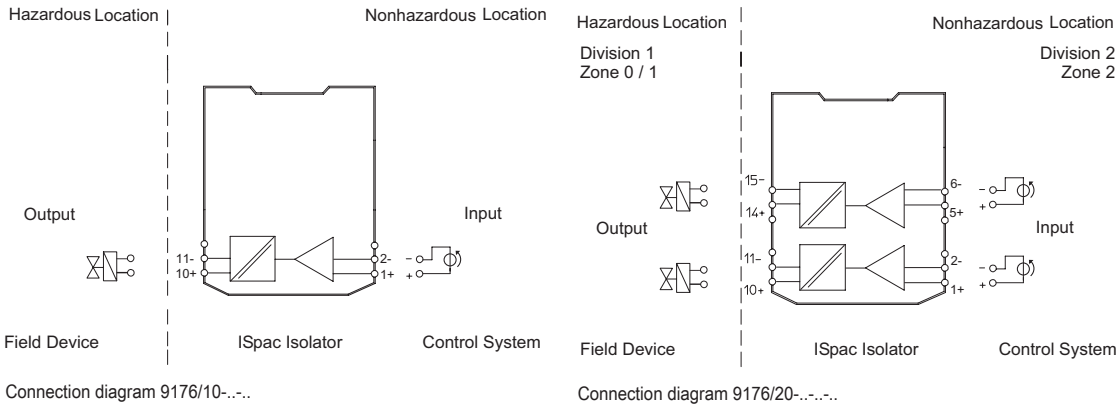 Hazardous Location
Nonhazardous Location
Output
Input
11-
10+
2-
1+
-
+
Field Device
ISpac Isolator
Control System
Connection diagram 9176/10-..-..
Hazardous Location
Nonhazardous Location
Division 1
Zone 0 / 1
Division 2
Zone 2
15-
14+
6-
5+
-
+
Output
Input
11-
10+
2-
1+
-
+
Field Device
ISpac Isolator
Control System
Connection diagram 9176/20-..-..-..